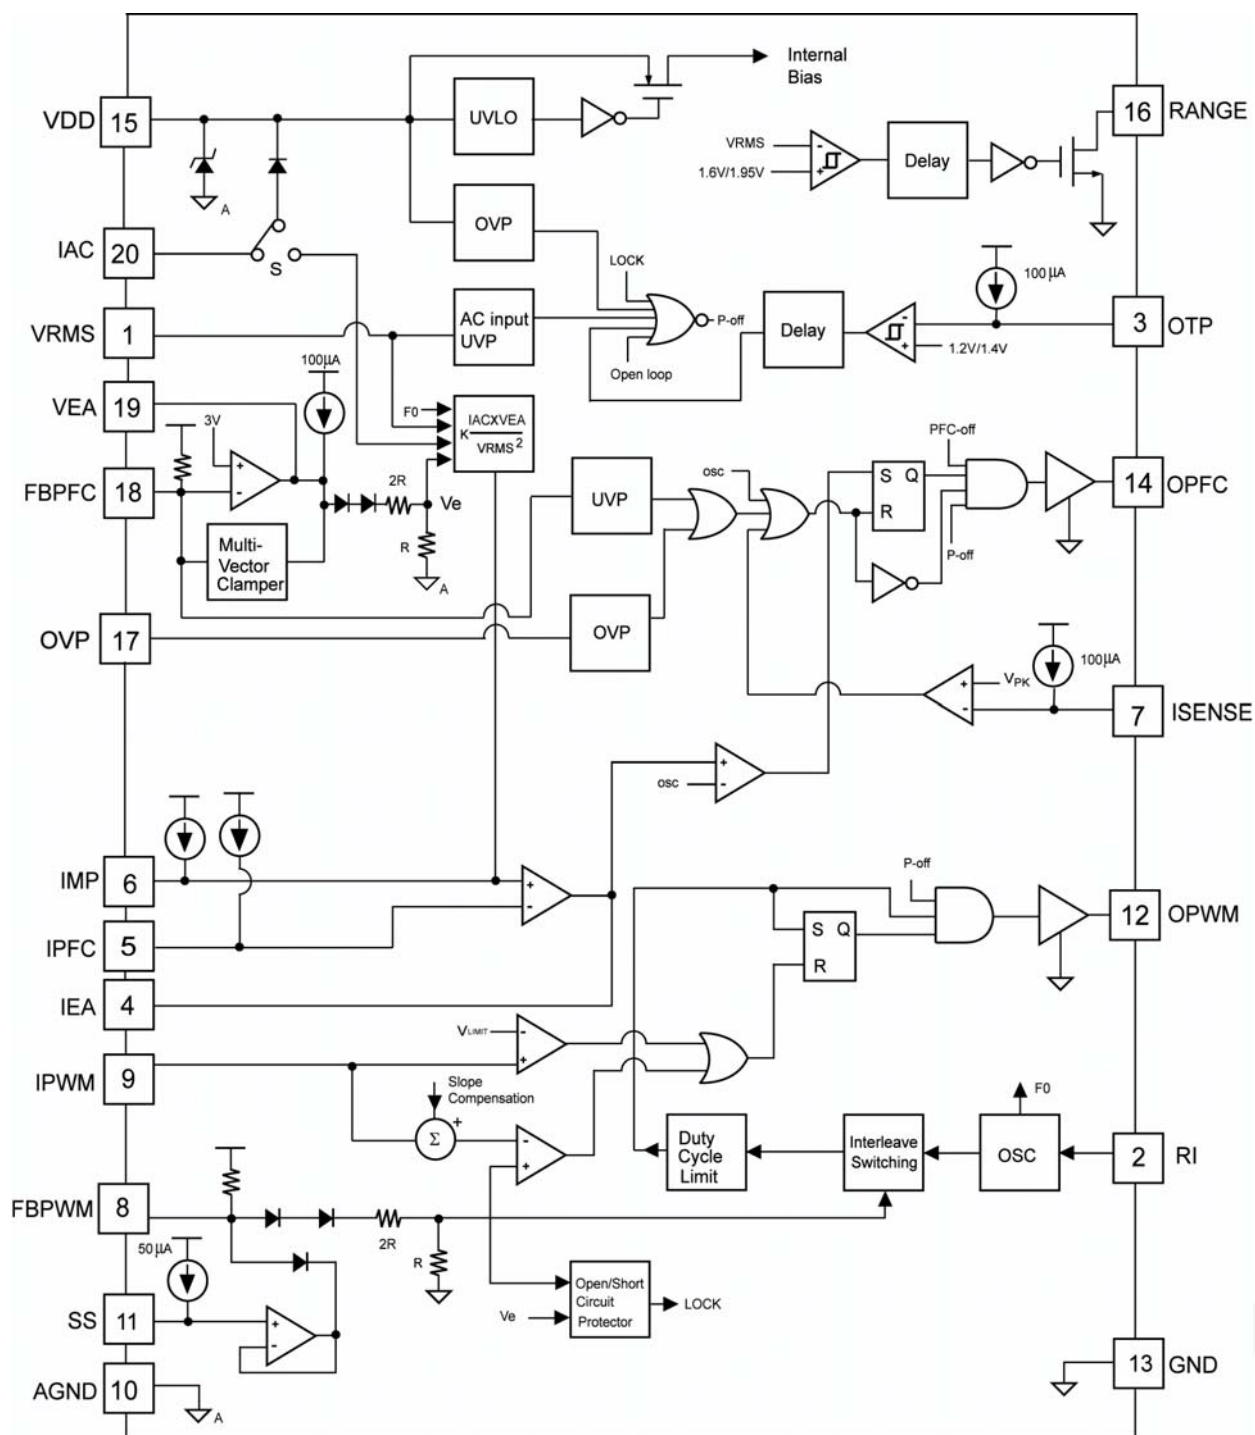 Internal
Bias
VDD
15
UVLO
16
RANGE
VRMS
-
1.6V/1.95V
+
Delay
A
OVP
IAC
20
S
LOCK
100 µA
VRMS
1
AC input
UVP
P-off
Delay
-
+
3
OTP
1.2V/1.4V
Open loop
100µA
VEA
19
F0
K
IACXVEA
VRMS 2
3V
+
-
PFC-off
FBPFC
18
2R
Ve
UVP
osc
S
Q
R
14
OPFC
Multi-
Vector
Clamper
R
A
P-off
OVP
17
OVP
100µA
+
VPK
-
7
ISENSE
+
osc
-
IMP
6
+
-
P-off
IPFC
5
S
Q
R
12
OPWM
IEA
4
VLIMIT
-
+
IPWM
9
Slope
Compensation
Σ
+
-
+
F0
Duty
Cycle
Limit
Interleave
Switching
OSC
2
RI
FBPWM
8
2R
R
50µA
SS
11
+
-
Open/Short
Circuit
Protector
Ve
LOCK
AGND
10
A
13
GND